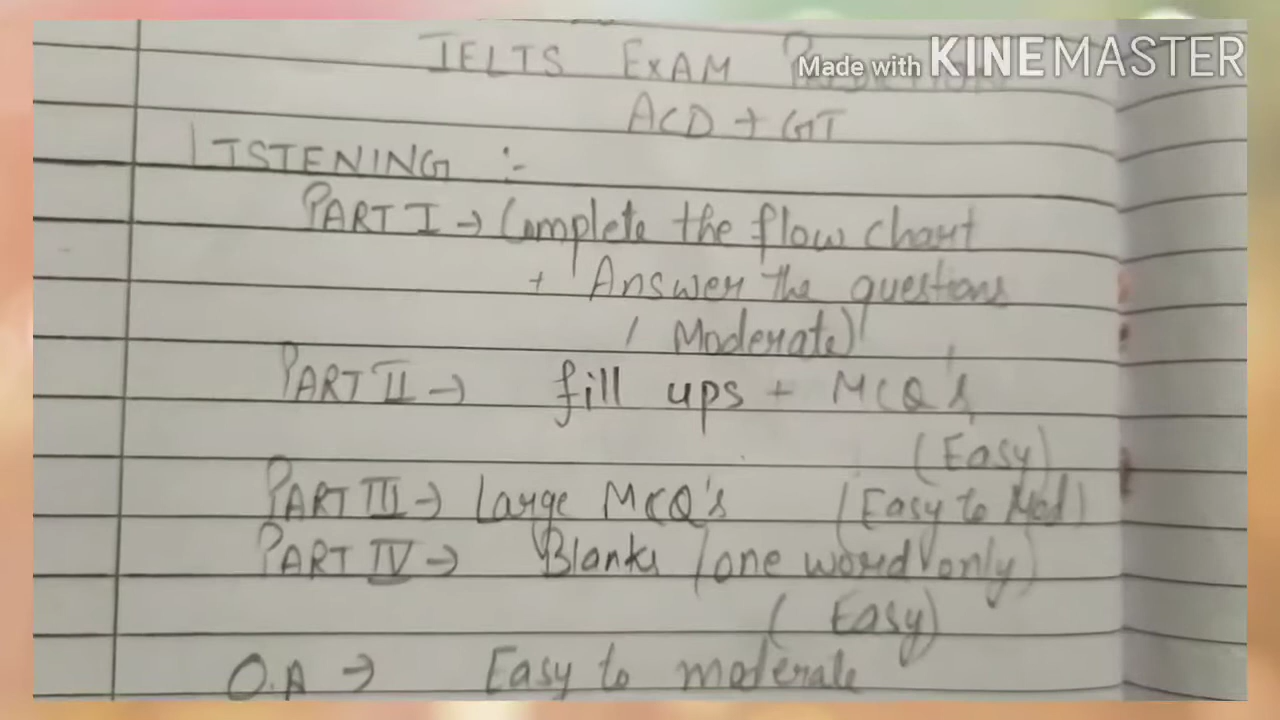 IELTS EXAM
Made with KINEMASTER
ACD + GT
LISTENING :-
PART I → Complete the flow chart
+ Answer the questions
(Moderate)
PART II → fill ups + MCQ's
(Easy)
PART III → Large MCQ's (Easy to Mod)
PART IV → Blanks (one word only)
(Easy)
O.A → Easy to moderate